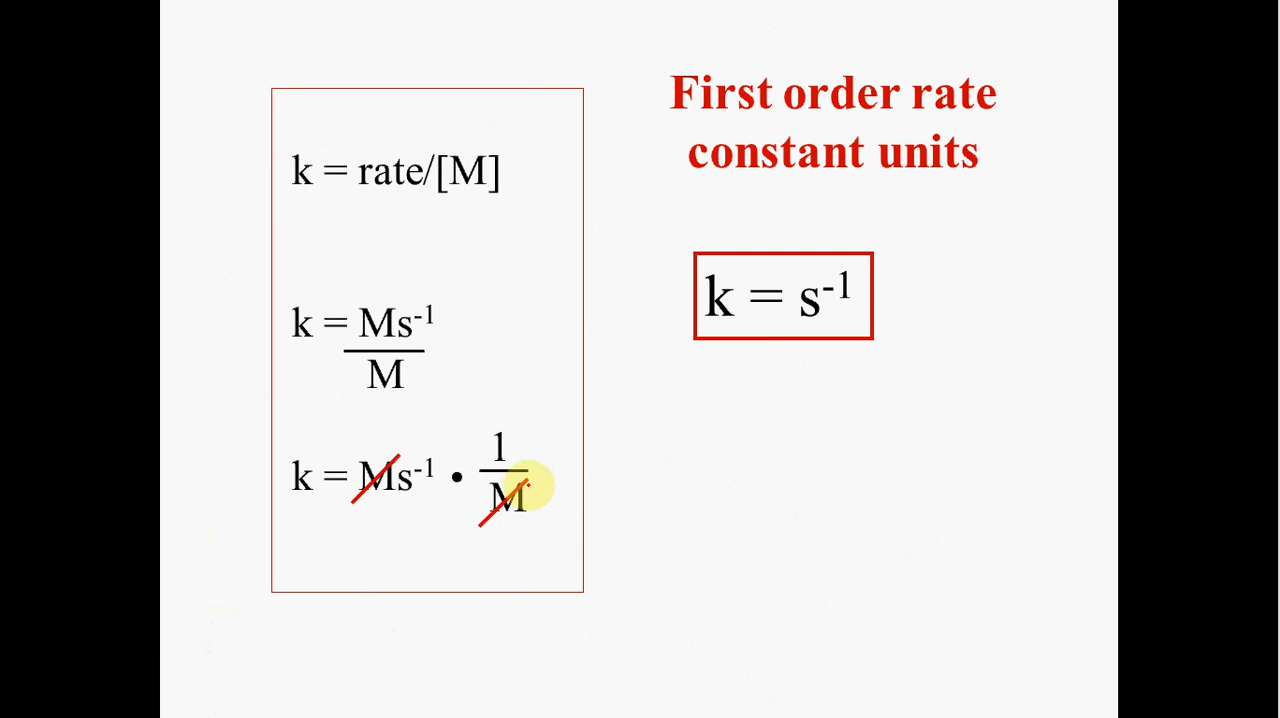 First order rate
constant units
k = rate/[M]
k = Ms⁻¹
M
k = Ms⁻¹ • 1
M
k = s⁻¹